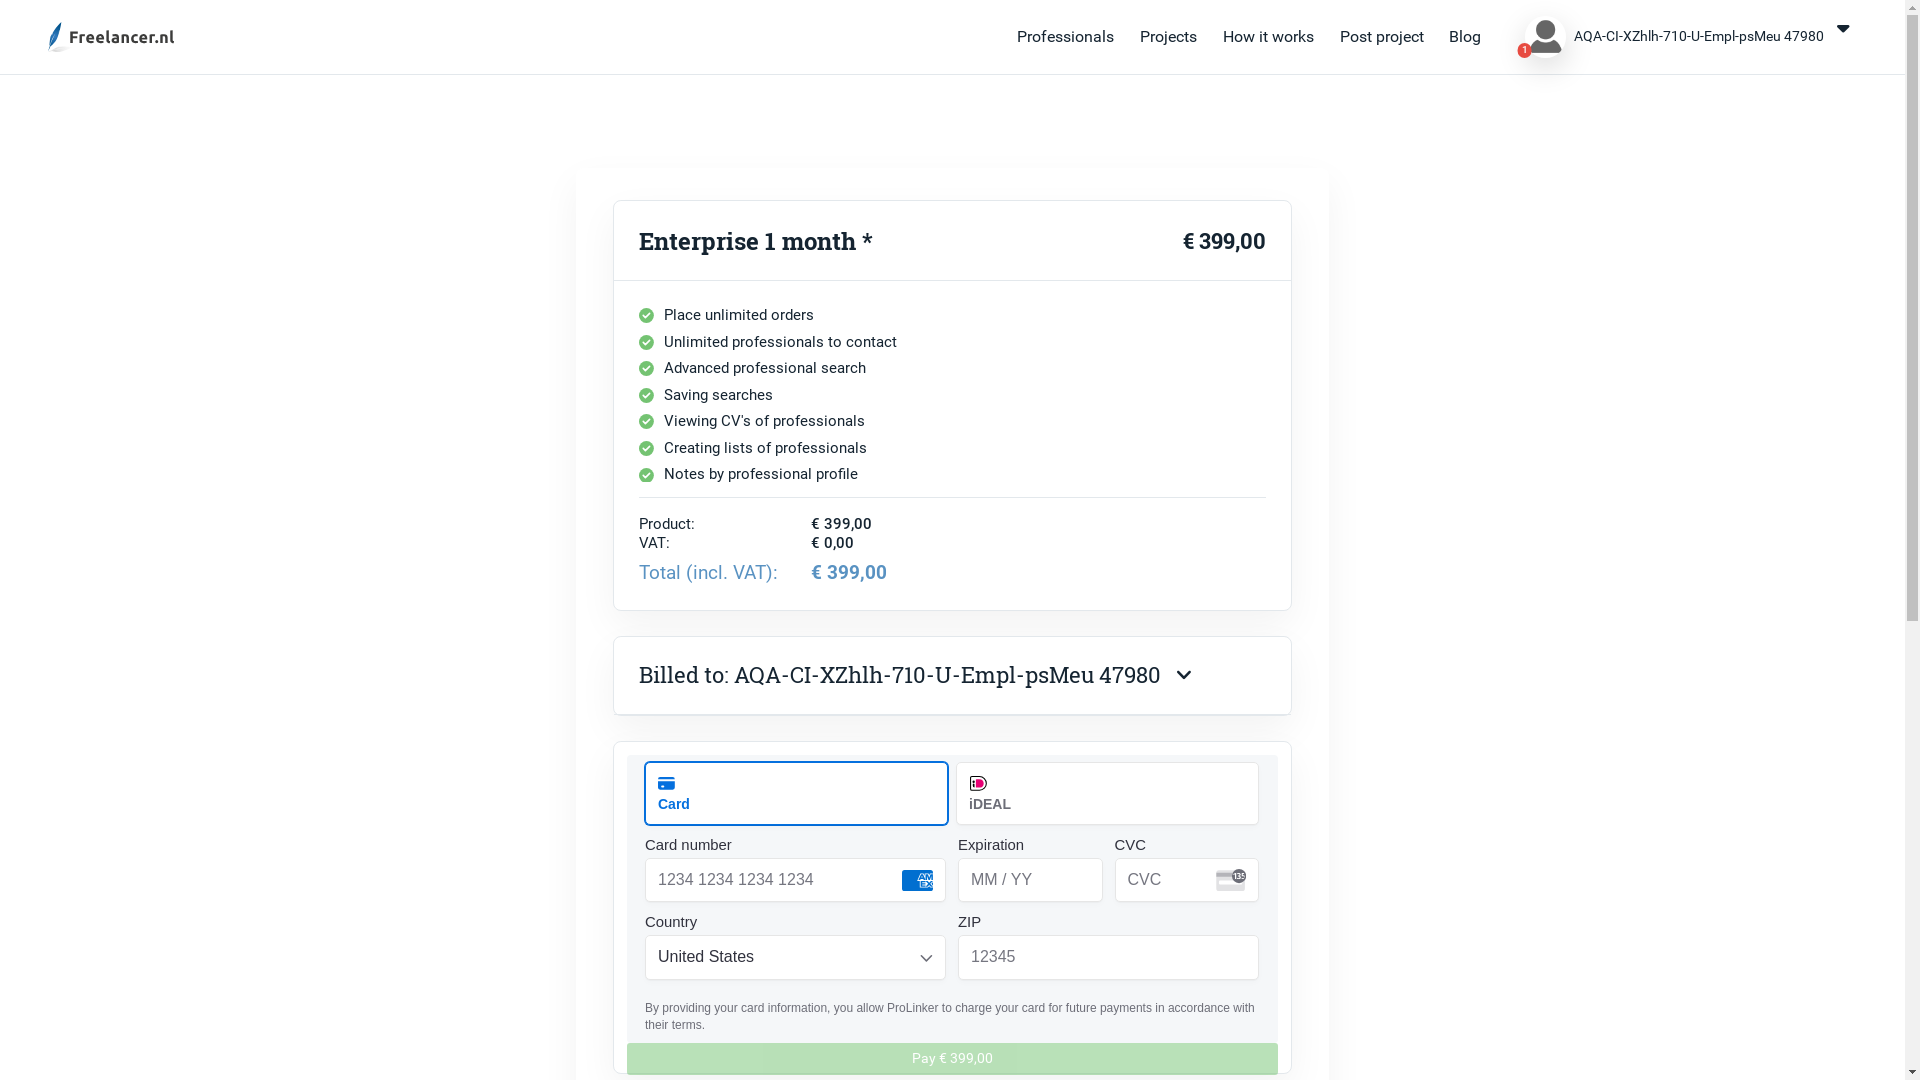 Freelancer.nl
Professionals Projects How it works Post project Blog 1 AQA-CI-XZhlh-710-U-Empl-psMeu 47980
Enterprise 1 month * € 399,00
Place unlimited orders
Unlimited professionals to contact
Advanced professional search
Saving searches
Viewing CV's of professionals
Creating lists of professionals
Notes by professional profile
Product: € 399,00
VAT: € 0,00
Total (incl. VAT): € 399,00
Billed to: AQA-CI-XZhlh-710-U-Empl-psMeu 47980
Card iDEAL
Card number Expiration CVC
1234 1234 1234 1234 AM EX MM / YY CVC 135
Country ZIP
United States 12345
By providing your card information, you allow ProLinker to charge your card for future payments in accordance with
their terms.
Pay € 399,00